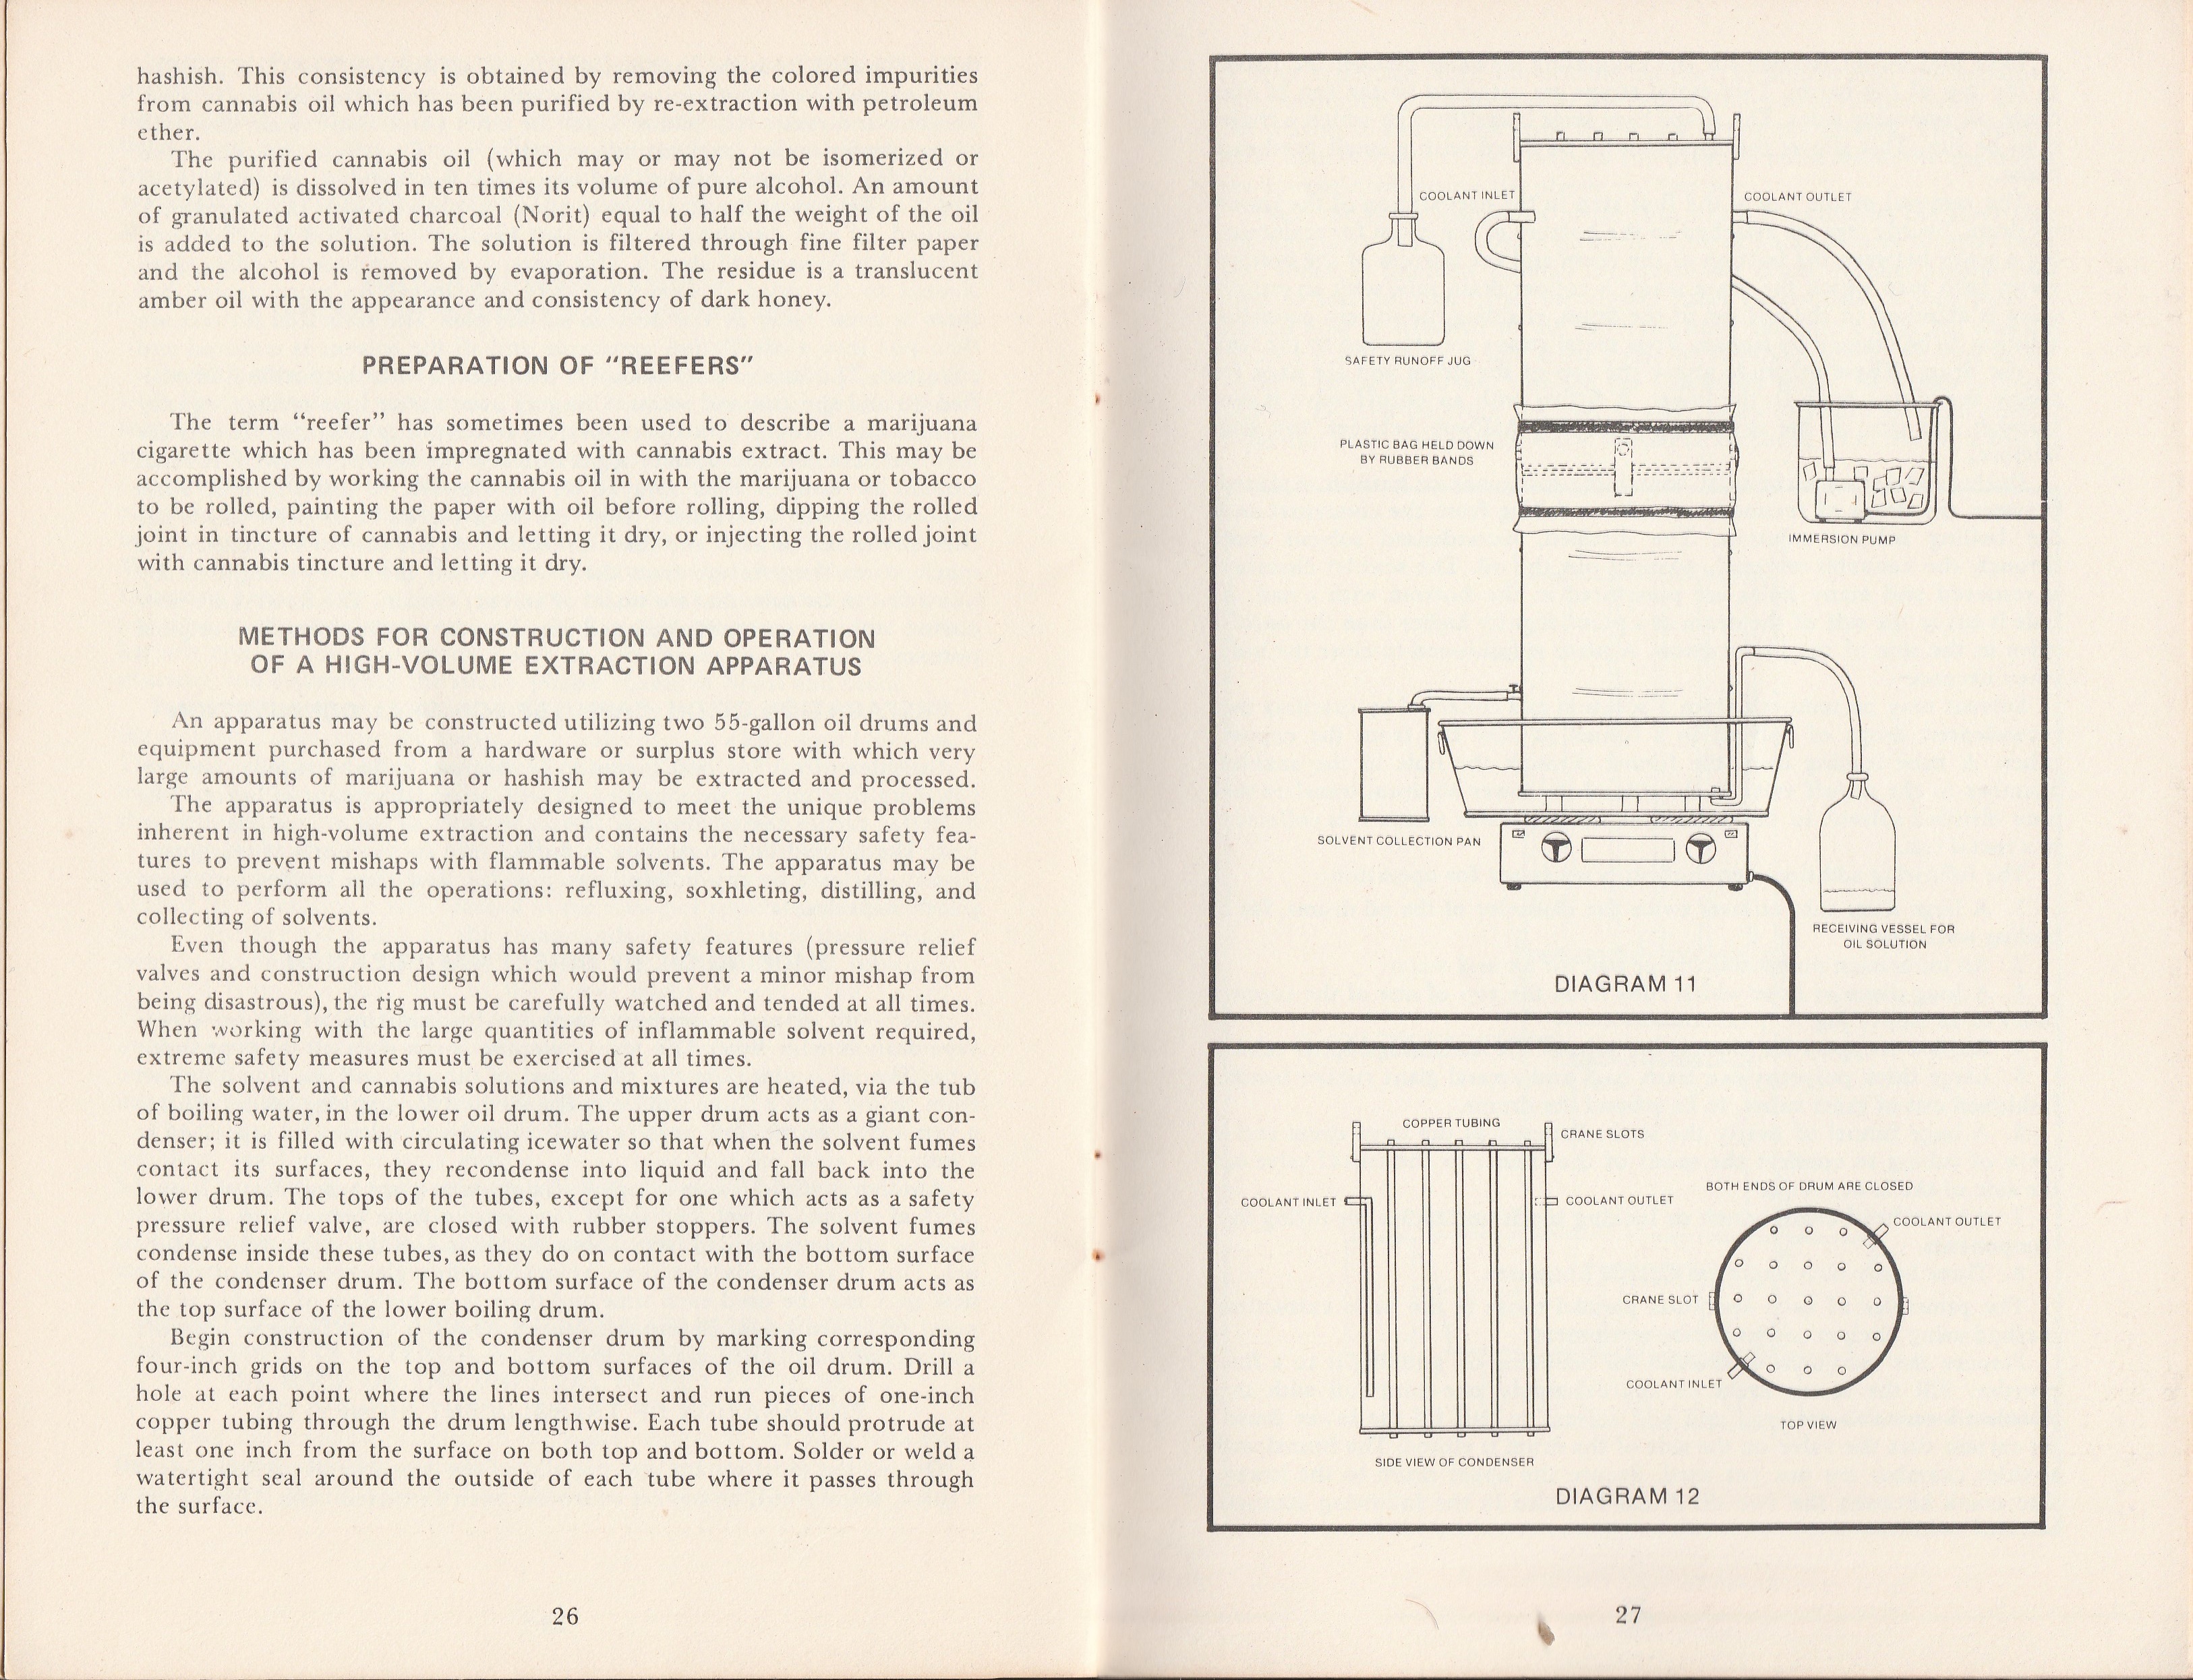 hashish. This consistency is obtained by removing the colored impurities
from cannabis oil which has been purified by re-extraction with petroleum
ether.
The purified cannabis oil (which may or may not be isomerized or
acetylated) is dissolved in ten times its volume of pure alcohol. An amount
of granulated activated charcoal (Norit) equal to half the weight of the oil
is added to the solution. The solution is filtered through fine filter paper
and the alcohol is removed by evaporation. The residue is a translucent
amber oil with the appearance and consistency of dark honey.
PREPARATION OF “REEFERS”
The term “reefer” has sometimes been used to describe a marijuana
cigarette which has been impregnated with cannabis extract. This may be
accomplished by working the cannabis oil in with the marijuana or tobacco
to be rolled, painting the paper with oil before rolling, dipping the rolled
joint in tincture of cannabis and letting it dry, or injecting the rolled joint
with cannabis tincture and letting it dry.
METHODS FOR CONSTRUCTION AND OPERATION
OF A HIGH-VOLUME EXTRACTION APPARATUS
An apparatus may be constructed utilizing two 55-gallon oil drums and
equipment purchased from a hardware or surplus store with which very
large amounts of marijuana or hashish may be extracted and processed.
The apparatus is appropriately designed to meet the unique problems
inherent in high-volume extraction and contains the necessary safety fea-
tures to prevent mishaps with flammable solvents. The apparatus may be
used to perform all the operations: refluxing, soxhleting, distilling, and
collecting of solvents.
Even though the apparatus has many safety features (pressure relief
valves and construction design which would prevent a minor mishap from
being disastrous), the rig must be carefully watched and tended at all times.
When working with the large quantities of inflammable solvent required,
extreme safety measures must be exercised at all times.
The solvent and cannabis solutions and mixtures are heated, via the tub
of boiling water, in the lower oil drum. The upper drum acts as a giant con-
denser; it is filled with circulating icewater so that when the solvent fumes
contact its surfaces, they recondense into liquid and fall back into the
lower drum. The tops of the tubes, except for one which acts as a safety
pressure relief valve, are closed with rubber stoppers. The solvent fumes
condense inside these tubes, as they do on contact with the bottom surface
of the condenser drum. The bottom surface of the condenser drum acts as
the top surface of the lower boiling drum.
Begin construction of the condenser drum by marking corresponding
four-inch grids on the top and bottom surfaces of the oil drum. Drill a
hole at each point where the lines intersect and run pieces of one-inch
copper tubing through the drum lengthwise. Each tube should protrude at
least one inch from the surface on both top and bottom. Solder or weld a
watertight seal around the outside of each tube where it passes through
the surface.
26
COOLANT INLET
COOLANT OUTLET
SAFETY RUNOFF JUG
PLASTIC BAG HELD DOWN
BY RUBBER BANDS
IMMERSION PUMP
SOLVENT COLLECTION PAN
RECEIVING VESSEL FOR
OIL SOLUTION
DIAGRAM 11
COPPER TUBING
CRANE SLOTS
COOLANT INLET
COOLANT OUTLET
SIDE VIEW OF CONDENSER
BOTH ENDS OF DRUM ARE CLOSED
COOLANT OUTLET
CRANE SLOT
COOLANT INLET
TOP VIEW
DIAGRAM 12
27